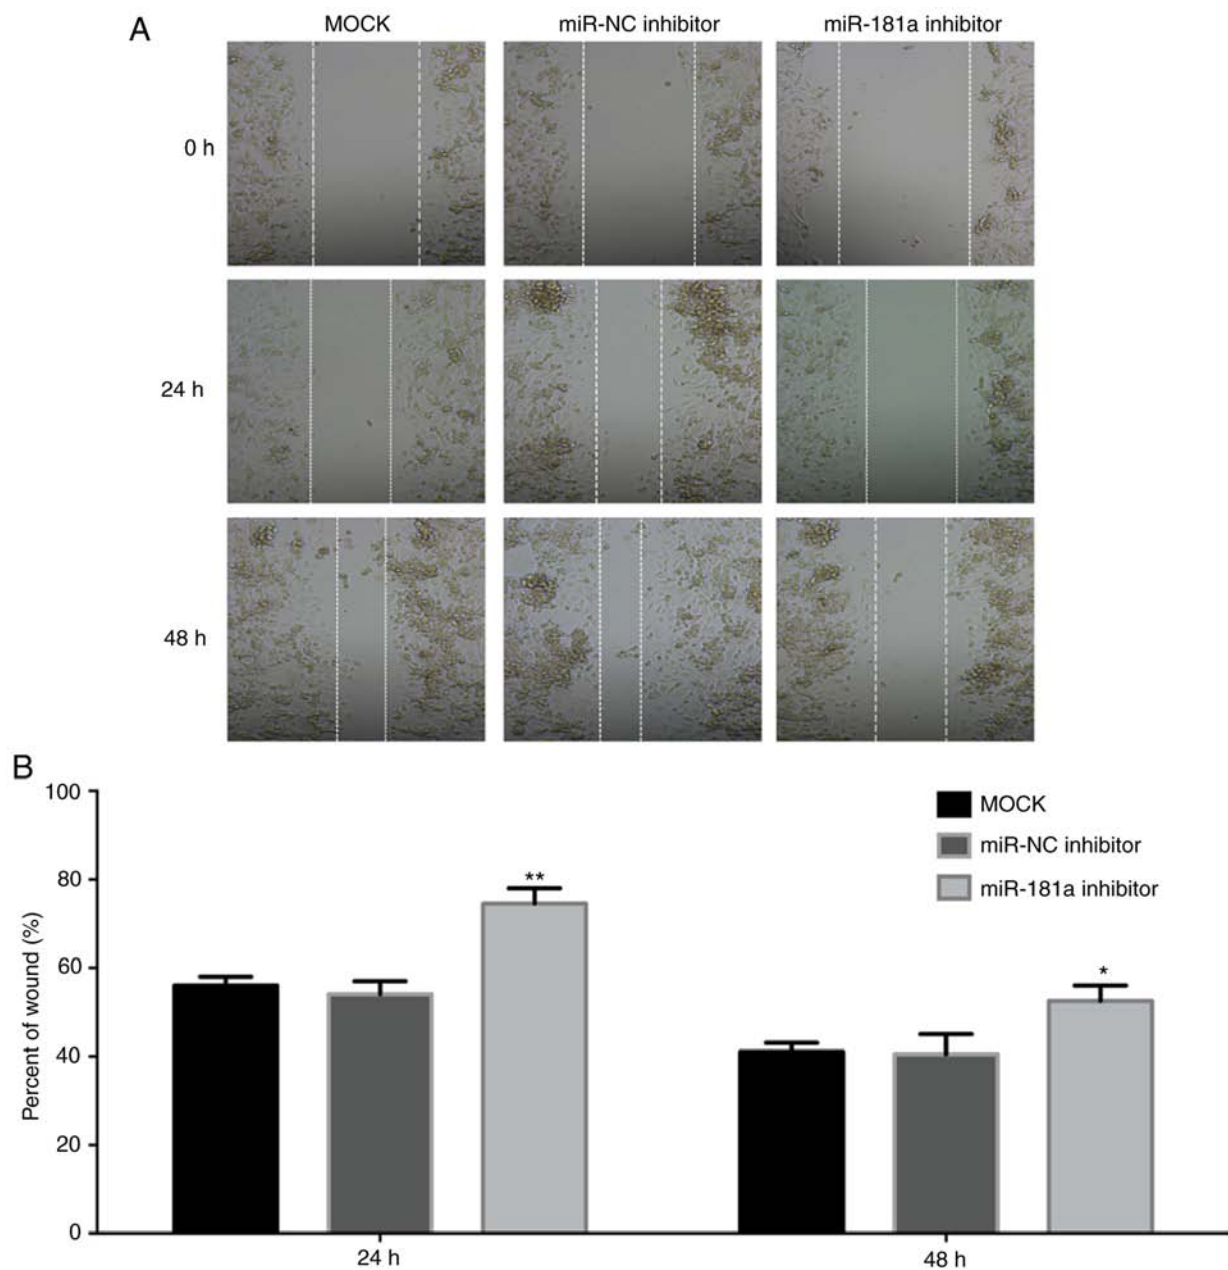 A
MOCK miR-NC inhibitor miR-181a inhibitor
0 h
24 h
48 h
B
100
80
60
40
20
0
Percent of wound (%)
**
*
MOCK
miR-NC inhibitor
miR-181a inhibitor
24 h 48 h